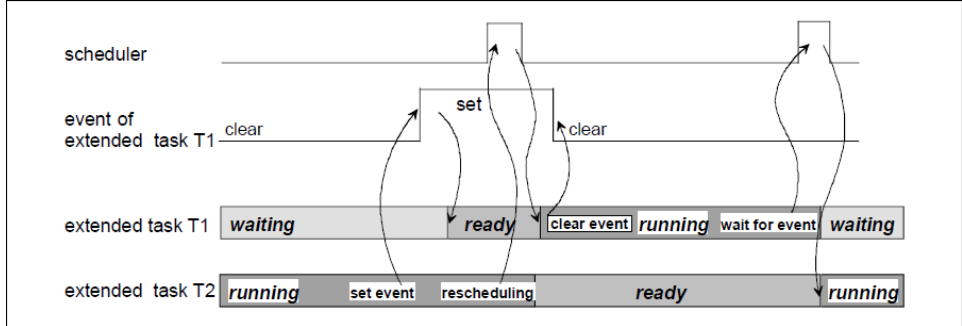 scheduler
set
event of
extended task T1
clear
clear
extended task T1
waiting
ready
clear event
running
wait for event
waiting
extended task T2
running
set event
rescheduling
ready
running